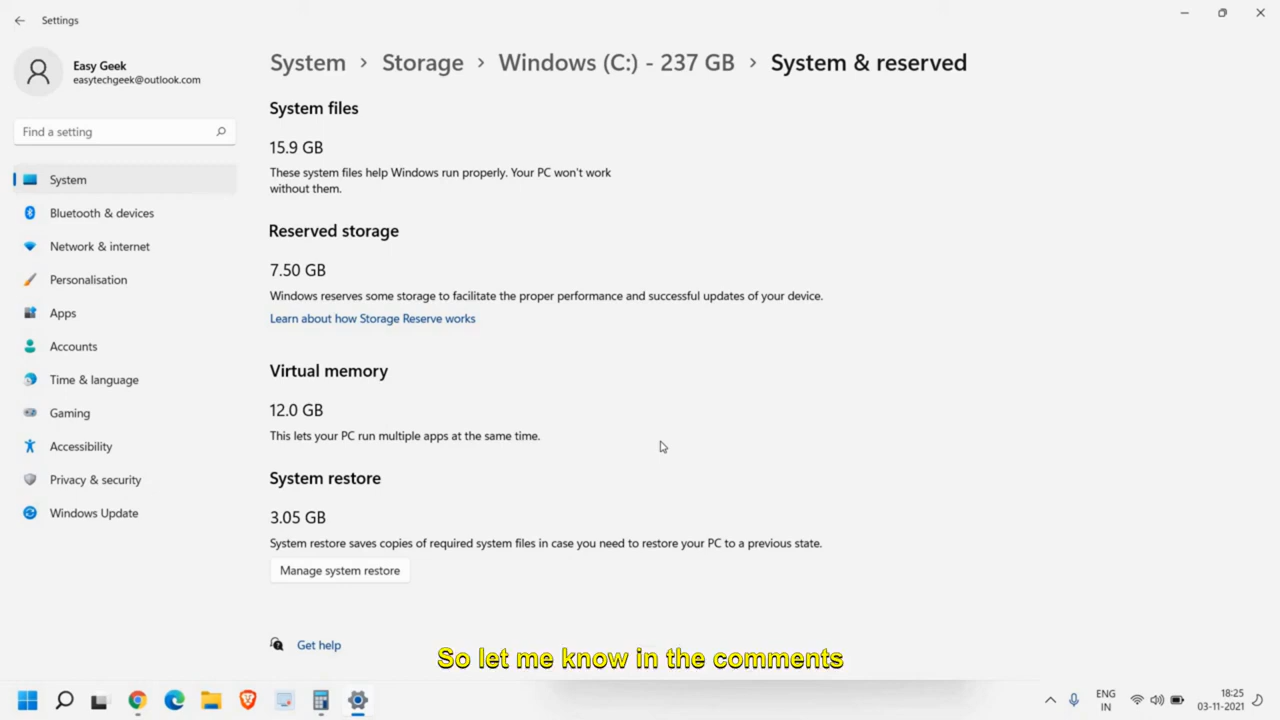 Settings
Easy Geek
easytechgeek@outlook.com
Find a setting
System
Bluetooth & devices
Network & internet
Personalisation
Apps
Accounts
Time & language
Gaming
Accessibility
Privacy & security
Windows Update
System > Storage > Windows (C:) - 237 GB > System & reserved
System files
15.9 GB
These system files help Windows run properly. Your PC won't work
without them.
Reserved storage
7.50 GB
Windows reserves some storage to facilitate the proper performance and successful updates of your device.
Learn about how Storage Reserve works
Virtual memory
12.0 GB
This lets your PC run multiple apps at the same time.
System restore
3.05 GB
System restore saves copies of required system files in case you need to restore your PC to a previous state.
Manage system restore
Get help
So let me know in the comments
ENG
IN
18:25
03-11-2021